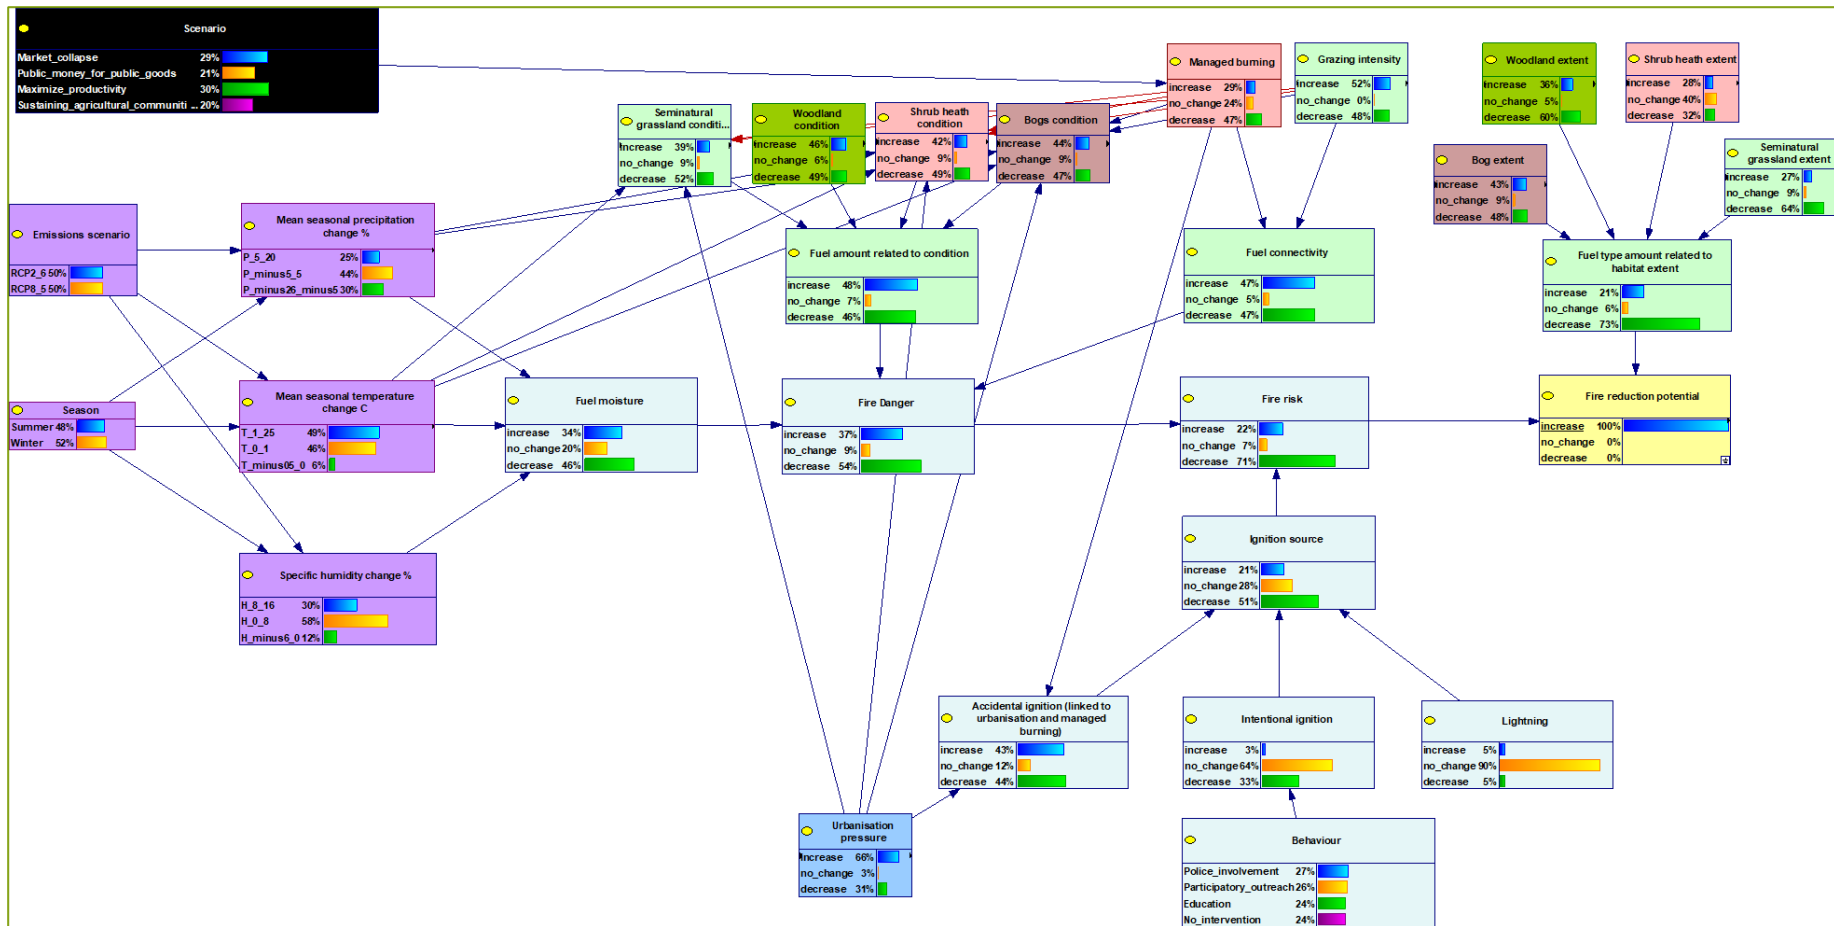 Scenario
Market_collapse 29%
Public_money_for_public_goods 21%
Maximize_productivity 30%
Sustaining_agricultural_communiti ... 20%
Managed burning
increase 29%
no_change 24%
decrease 47%
Grazing intensity
increase 52%
no_change 0%
decrease 48%
Woodland extent
increase 36%
no_change 5%
decrease 60%
Shrub heath extent
increase 28%
no_change 40%
decrease 32%
Seminatural
grassland conditi...
increase 39%
no_change 9%
decrease 52%
Woodland
condition
increase 46%
no_change 6%
decrease 49%
Shrub heath
condition
increase 42%
no_change 9%
decrease 49%
Bogs condition
increase 44%
no_change 9%
decrease 47%
Bog extent
increase 43%
no_change 9%
decrease 48%
Seminatural
grassland extent
increase 27%
no_change 9%
decrease 64%
Emissions scenario
RCP2_6 50%
RCP8_5 50%
Mean seasonal precipitation
change %
P_5_20 25%
P_minus5_5 44%
P_minus26_minus5 30%
Fuel amount related to condition
increase 48%
no_change 7%
decrease 46%
Fuel connectivity
increase 47%
no_change 5%
decrease 47%
Fuel type amount related to
habitat extent
increase 21%
no_change 6%
decrease 73%
Season
Summer 48%
Winter 52%
Mean seasonal temperature
change C
T_1_25 49%
T_0_1 46%
T_minus05_0 6%
Fuel moisture
increase 34%
no_change 20%
decrease 46%
Fire Danger
increase 37%
no_change 9%
decrease 54%
Fire risk
increase 22%
no_change 7%
decrease 71%
Fire reduction potential
increase 100%
no_change 0%
decrease 0%
Specific humidity change %
H_8_16 30%
H_0_8 58%
H_minus6_0 12%
Ignition source
increase 21%
no_change 28%
decrease 51%
Accidental ignition (linked to
urbanisation and managed
burning)
increase 43%
no_change 12%
decrease 44%
Intentional ignition
increase 3%
no_change 64%
decrease 33%
Lightning
increase 5%
no_change 90%
decrease 5%
Urbanisation
pressure
increase 66%
no_change 3%
decrease 31%
Behaviour
Police_involvement 27%
Participatory_outreach 26%
Education 24%
No_intervention 24%